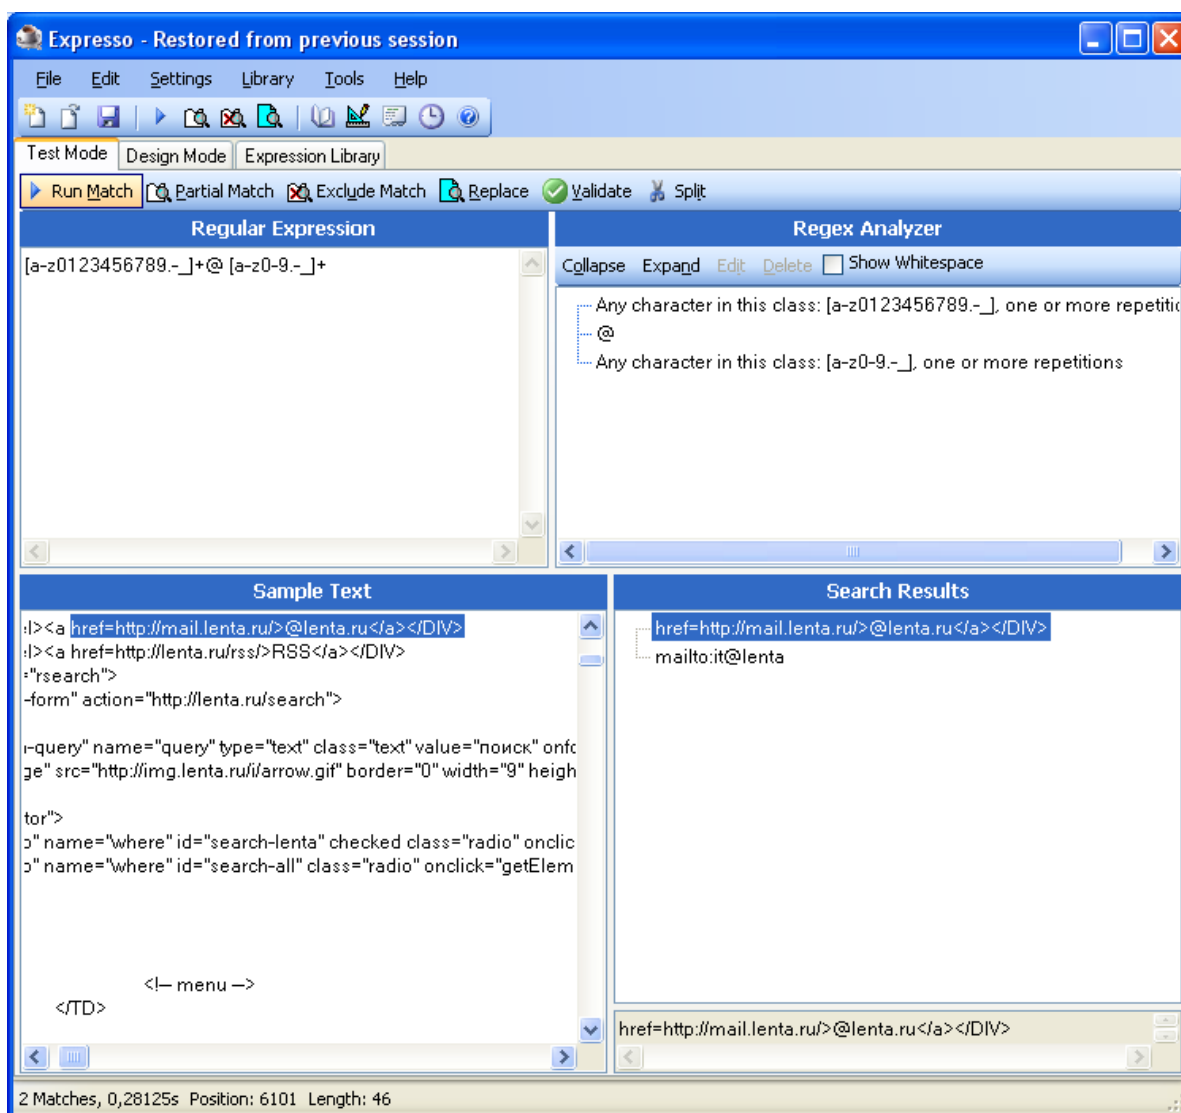 Expresso - Restored from previous session
File Edit Settings Library Tools Help
Test Mode Design Mode Expression Library
Run Match Partial Match Exclude Match Replace Validate Split
Regular Expression
[a-z0123456789.-_]+@ [a-z0-9.-_]+
Regex Analyzer
Collapse Expand Edit Delete Show Whitespace
Any character in this class: [a-z0123456789.-_], one or more repetitic
@
Any character in this class: [a-z0-9.-_], one or more repetitions
Sample Text
l><a href=http://mail.lenta.ru/>@lenta.ru</a></DIV>
l><a href=http://lenta.ru/rss/>RSS</a></DIV>
="rsearch">
-form" action="http://lenta.ru/search">
-query" name="query" type="text" class="text" value="поиск" onfc
ge" src="http://img.lenta.ru/i/arrow.gif" border="0" width="9" heigh
tor">
o" name="where" id="search-lenta" checked class="radio" onclic
o" name="where" id="search-all" class="radio" onclick="getElem
<!-- menu -->
</TD>
Search Results
href=http://mail.lenta.ru/>@lenta.ru</a></DIV>
mailto:it@lenta
href=http://mail.lenta.ru/>@lenta.ru</a></DIV>
2 Matches, 0,28125s Position: 6101 Length: 46